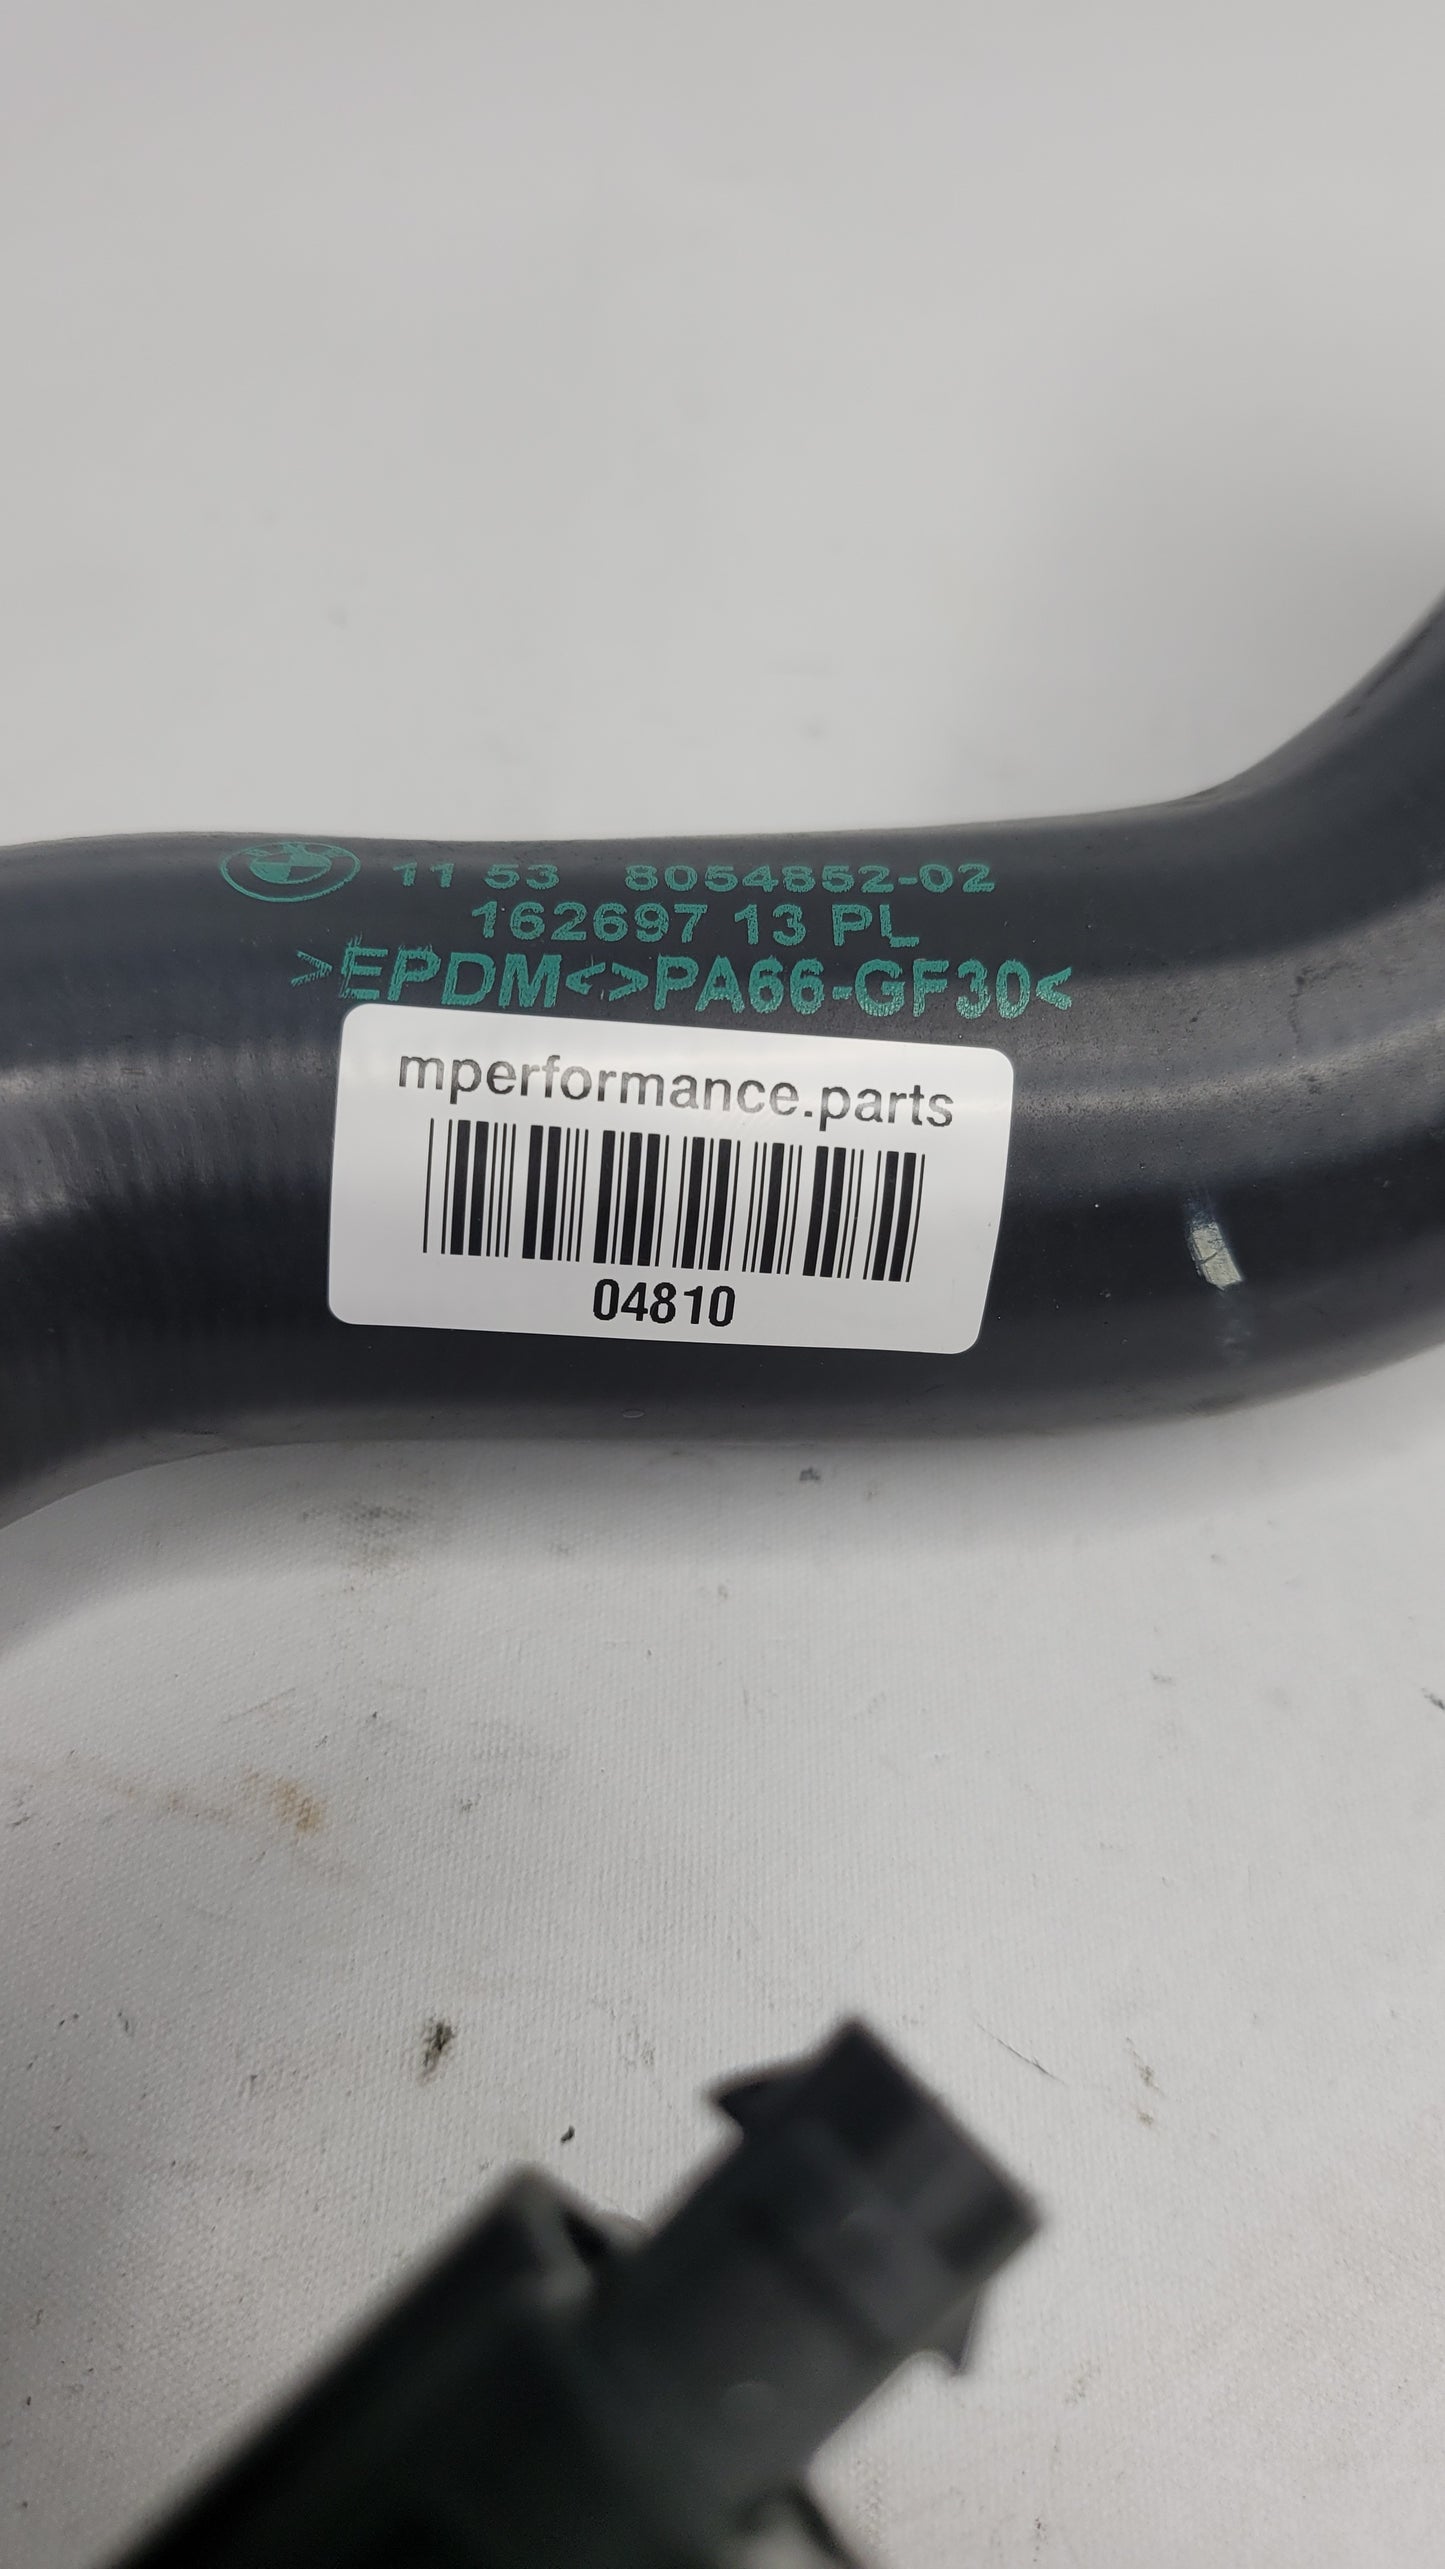 11 53 8054852-02
162697 13 PL
>EPDM<>PA66-GF30<
mperformance.parts
04810